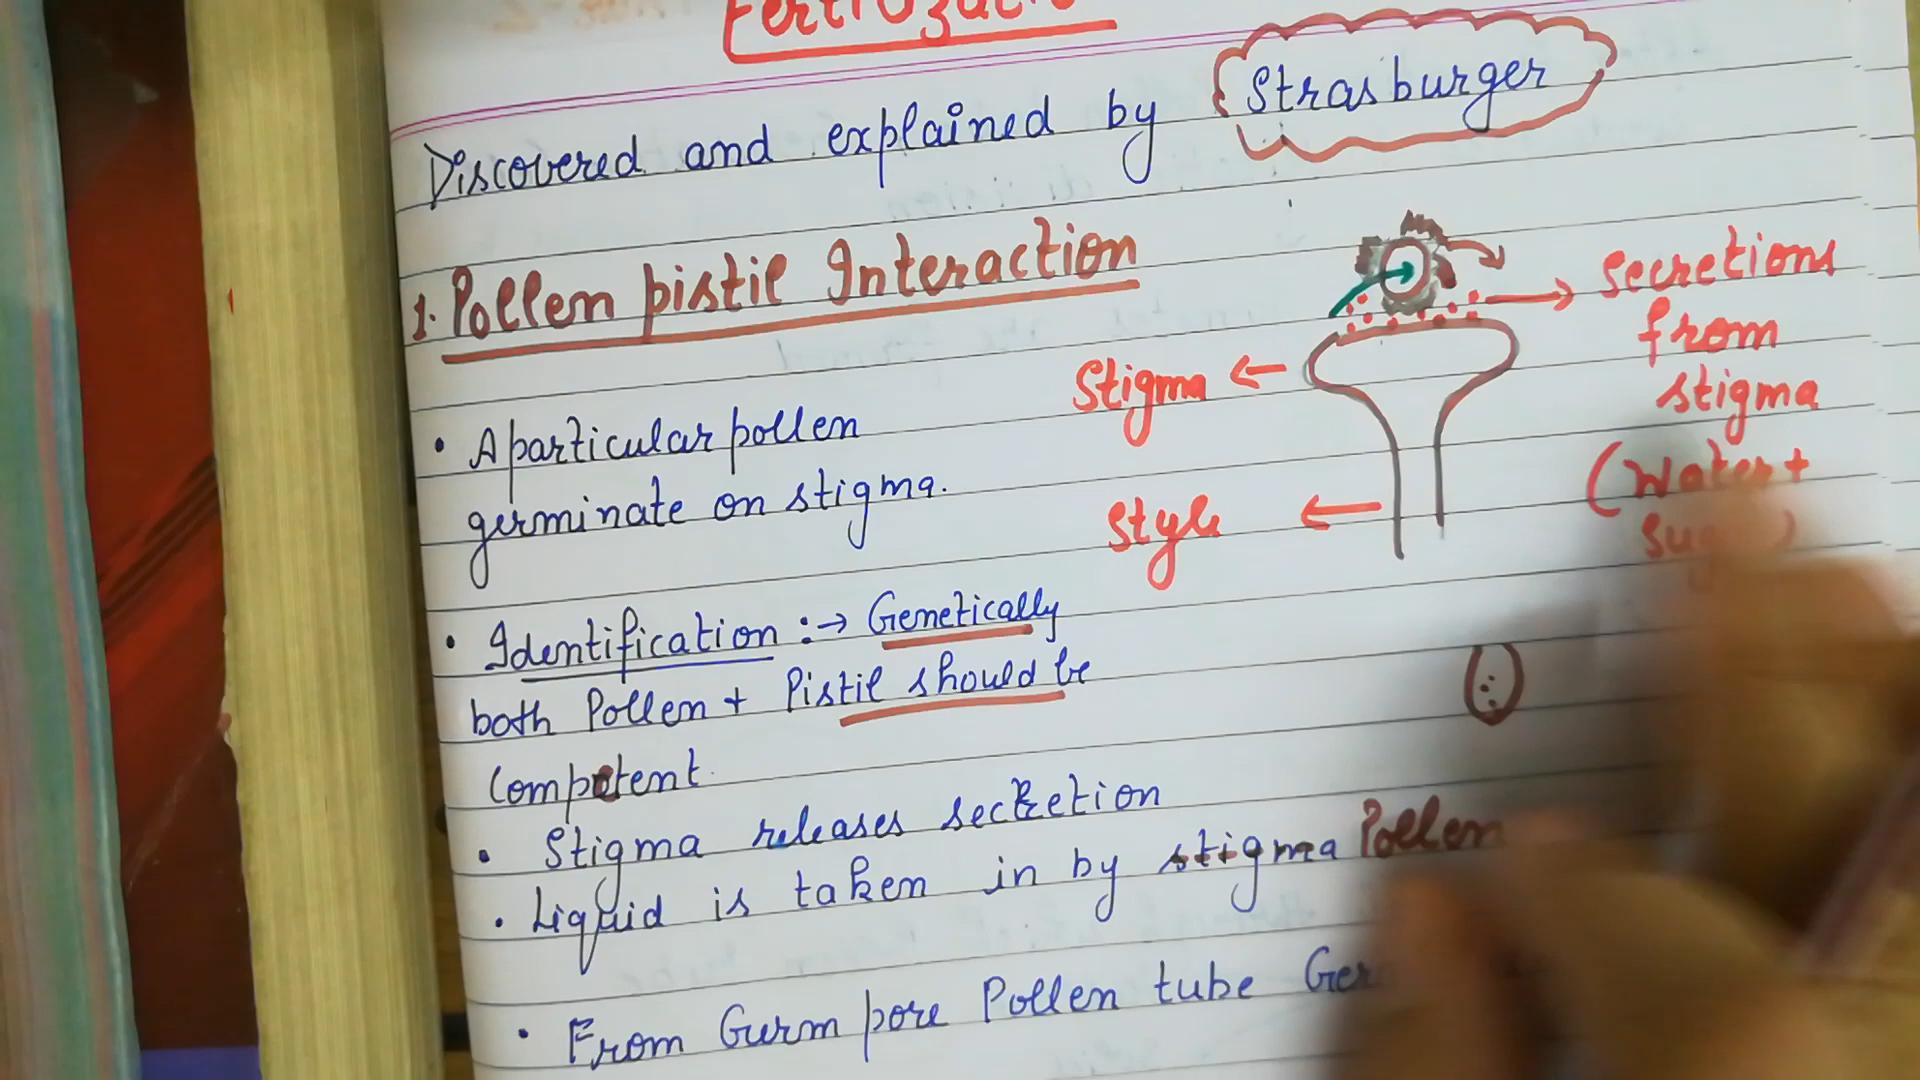 Discovered and explained by Strasburger
1. Pollen pistil Interaction
Secretions
from
stigma
(Water +
Stigma ←
Style ←
• A particular pollen
germinate on stigma.
• Identification :→ Genetically
both Pollen + Pistil should be
Competent.
• Stigma releases secretion
• Liquid is taken in by stigma Pollen
• From Germ pore Pollen tube